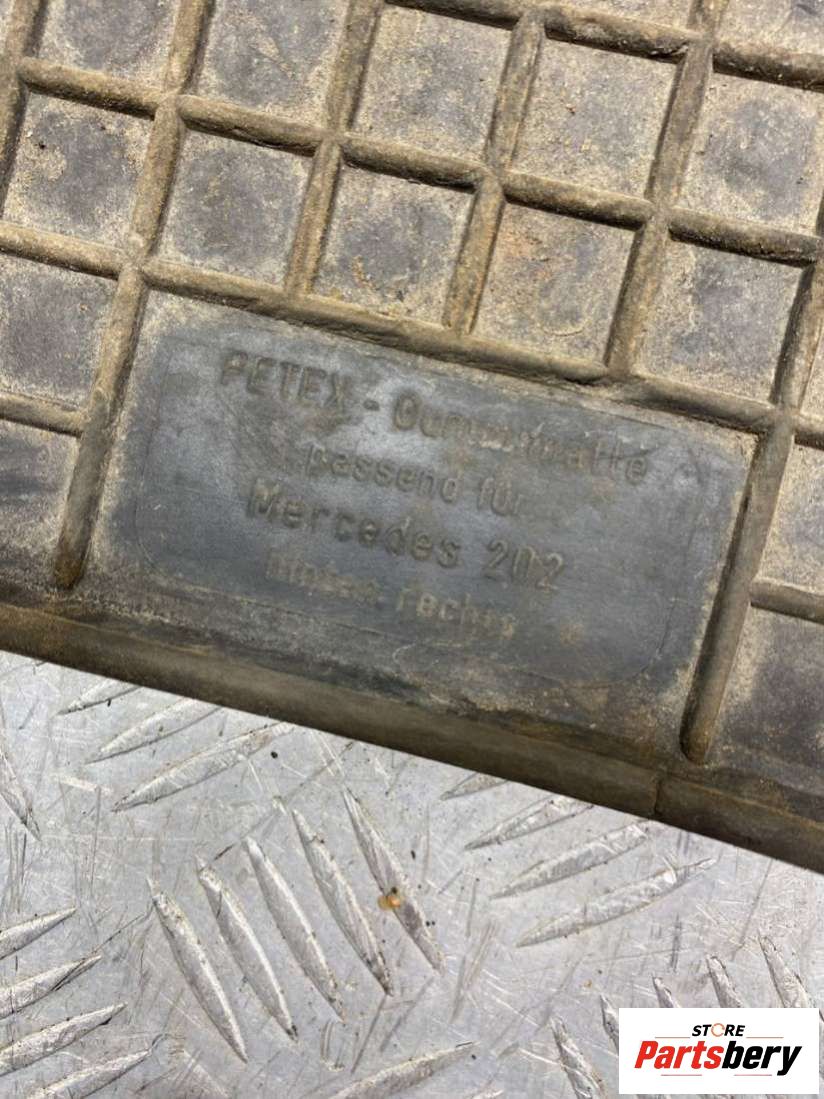 PETEX - Gummimatte
passend für
Mercedes 202
hinten rechts
STORE
Partsbery